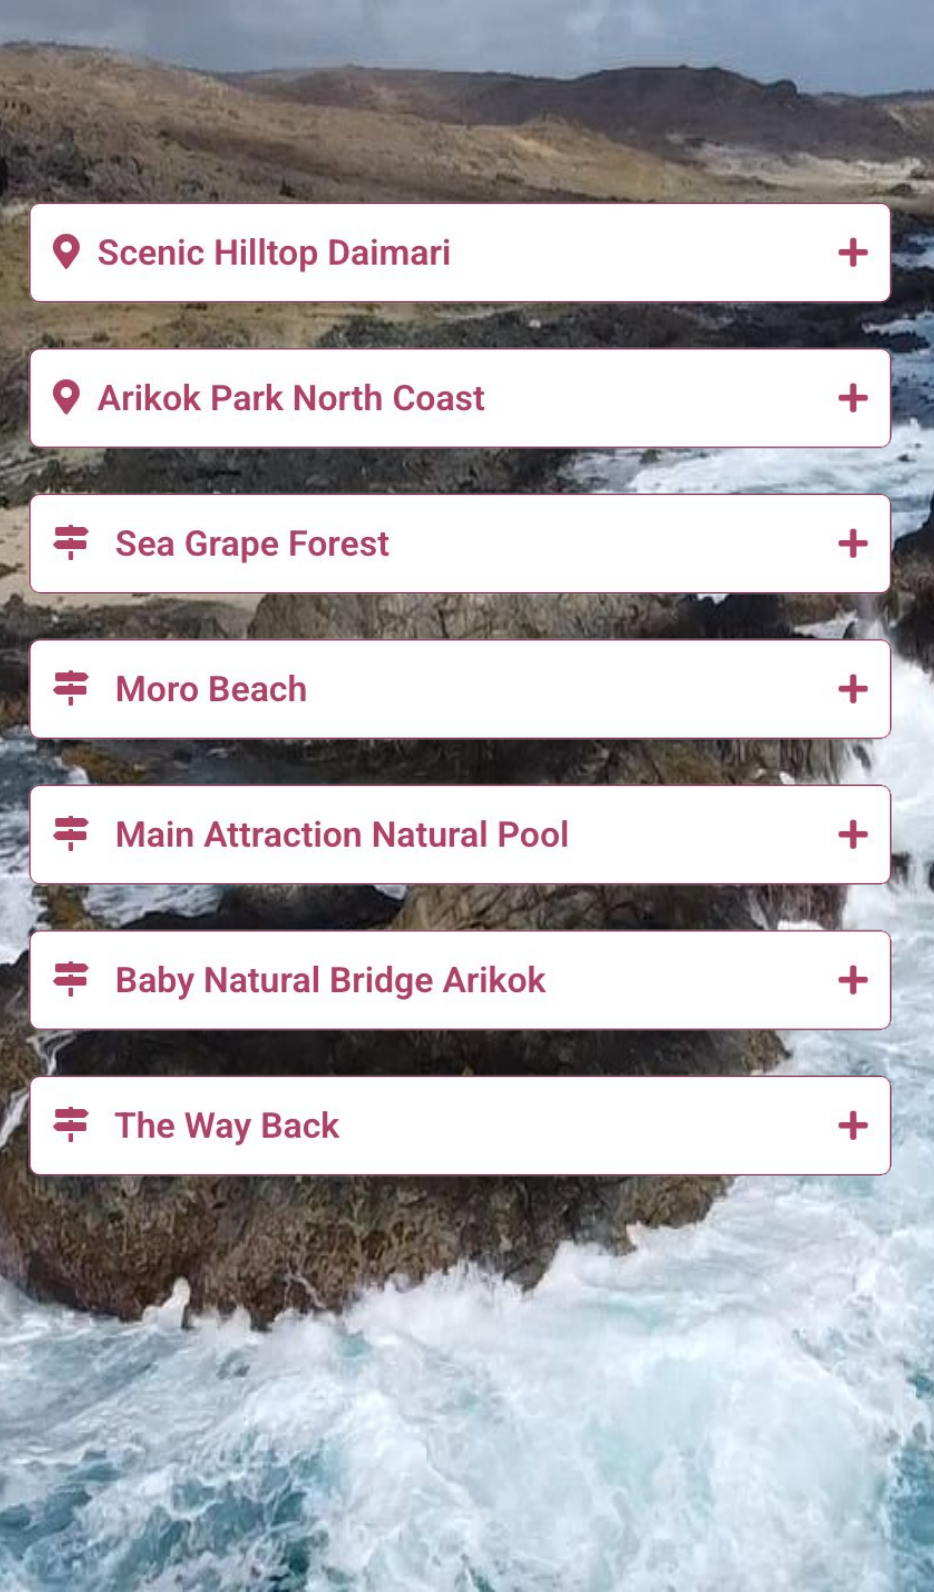 Scenic Hilltop Daimari
Arikok Park North Coast
Sea Grape Forest
Moro Beach
Main Attraction Natural Pool
Baby Natural Bridge Arikok
The Way Back